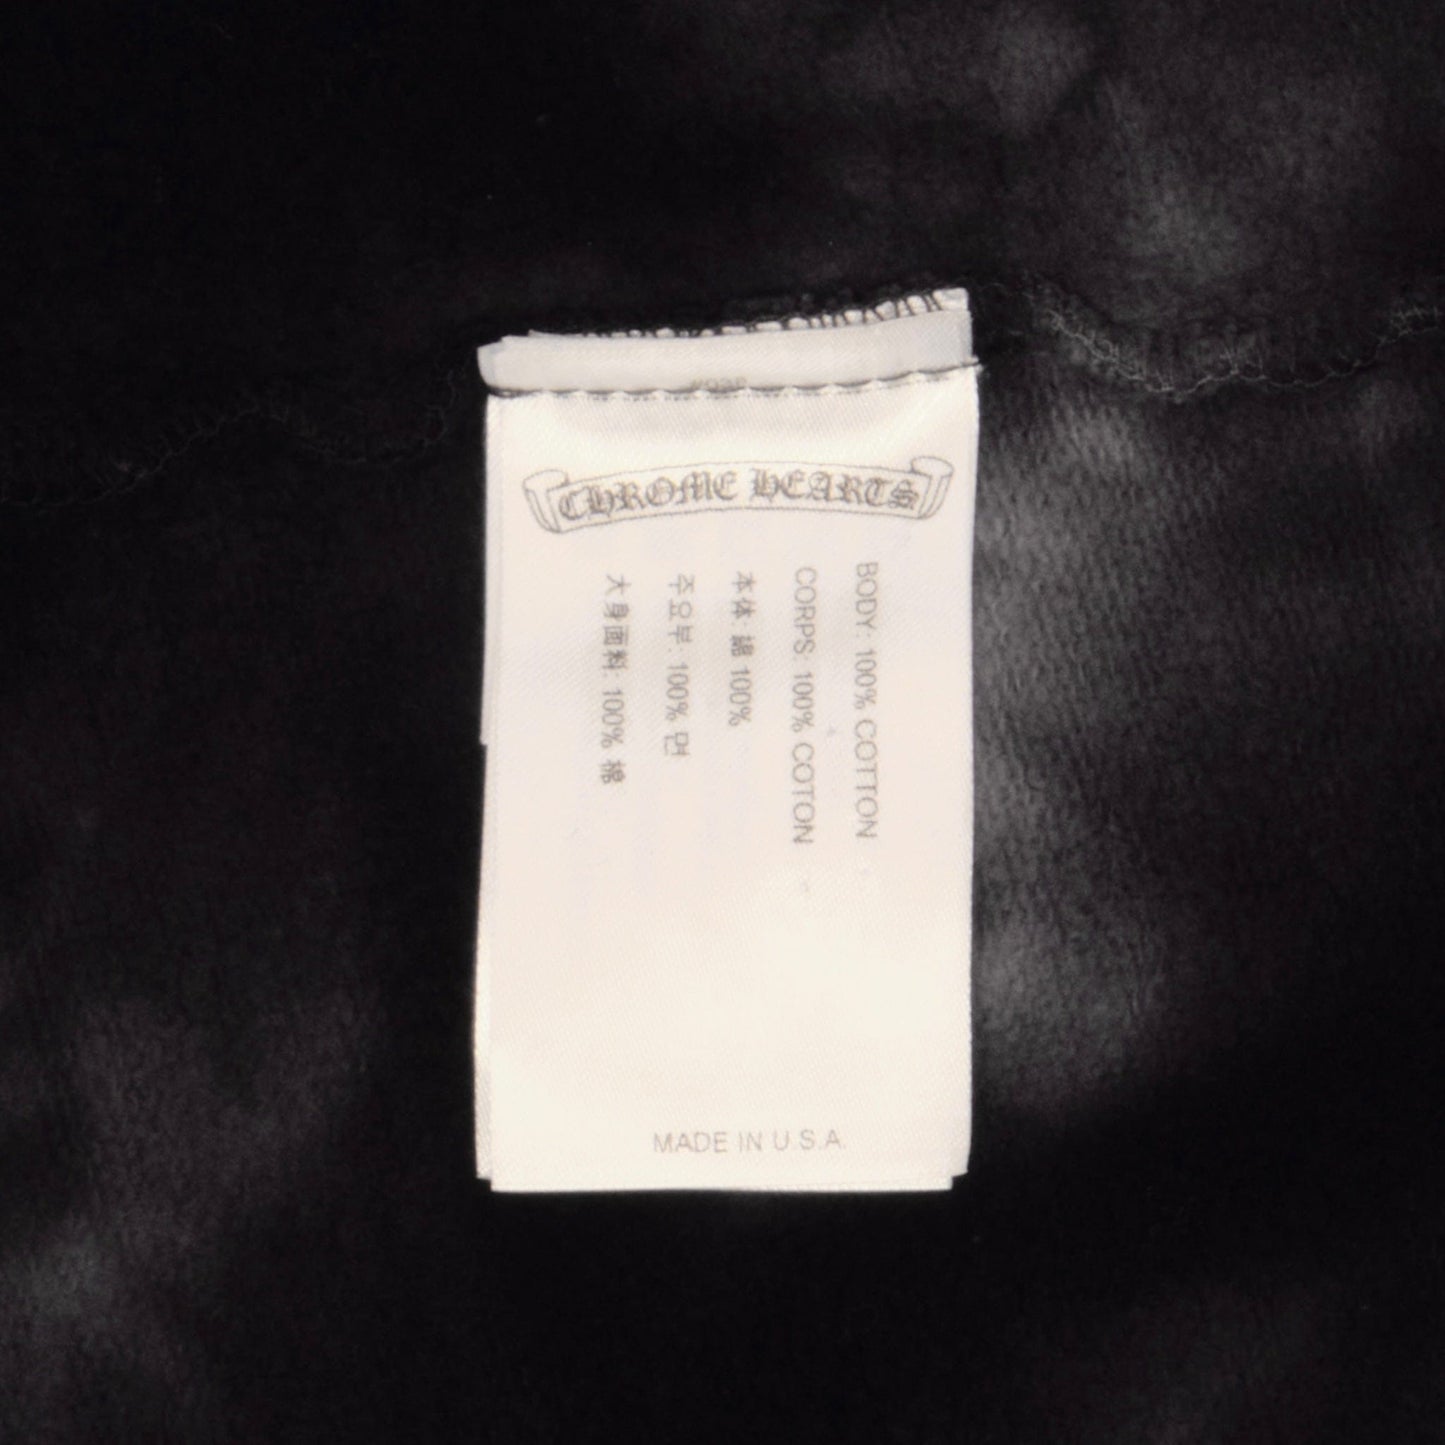 CHROME HEARTS
BODY: 100% COTTON
CORPS: 100% COTON
本体: 綿 100%
주요부: 100% 면
大身面料: 100% 棉
MADE IN U.S.A.